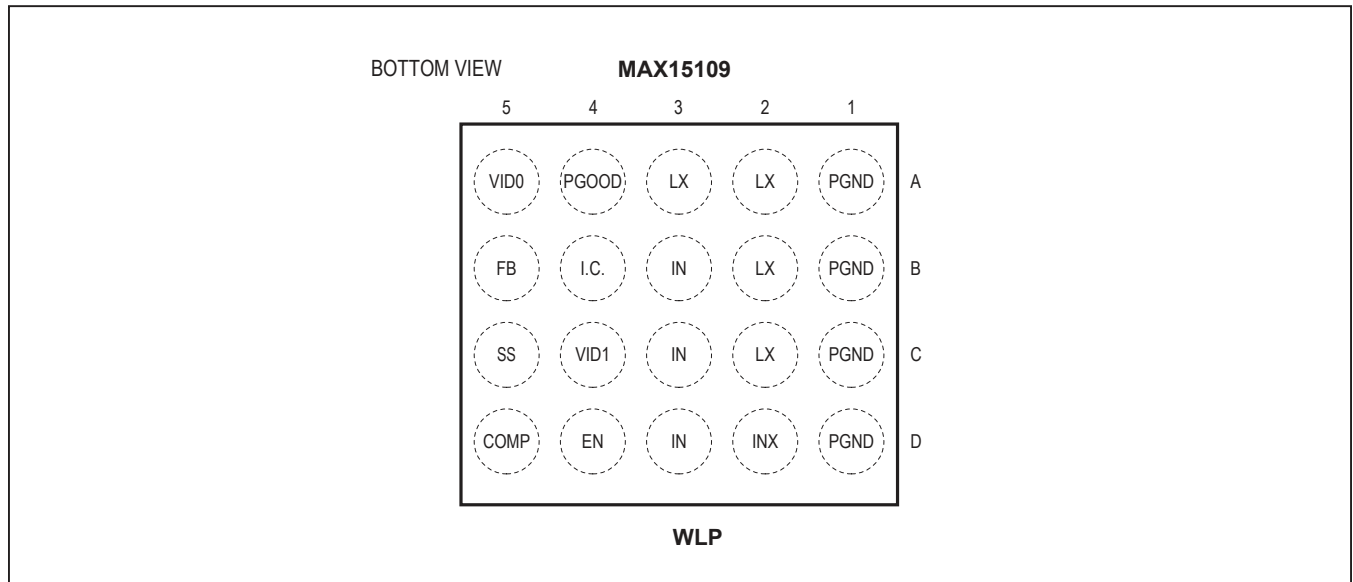 BOTTOM VIEW MAX15109
5 4 3 2 1
VID0 PGOOD LX LX PGND A
FB I.C. IN LX PGND B
SS VID1 IN LX PGND C
COMP EN IN INX PGND D
WLP